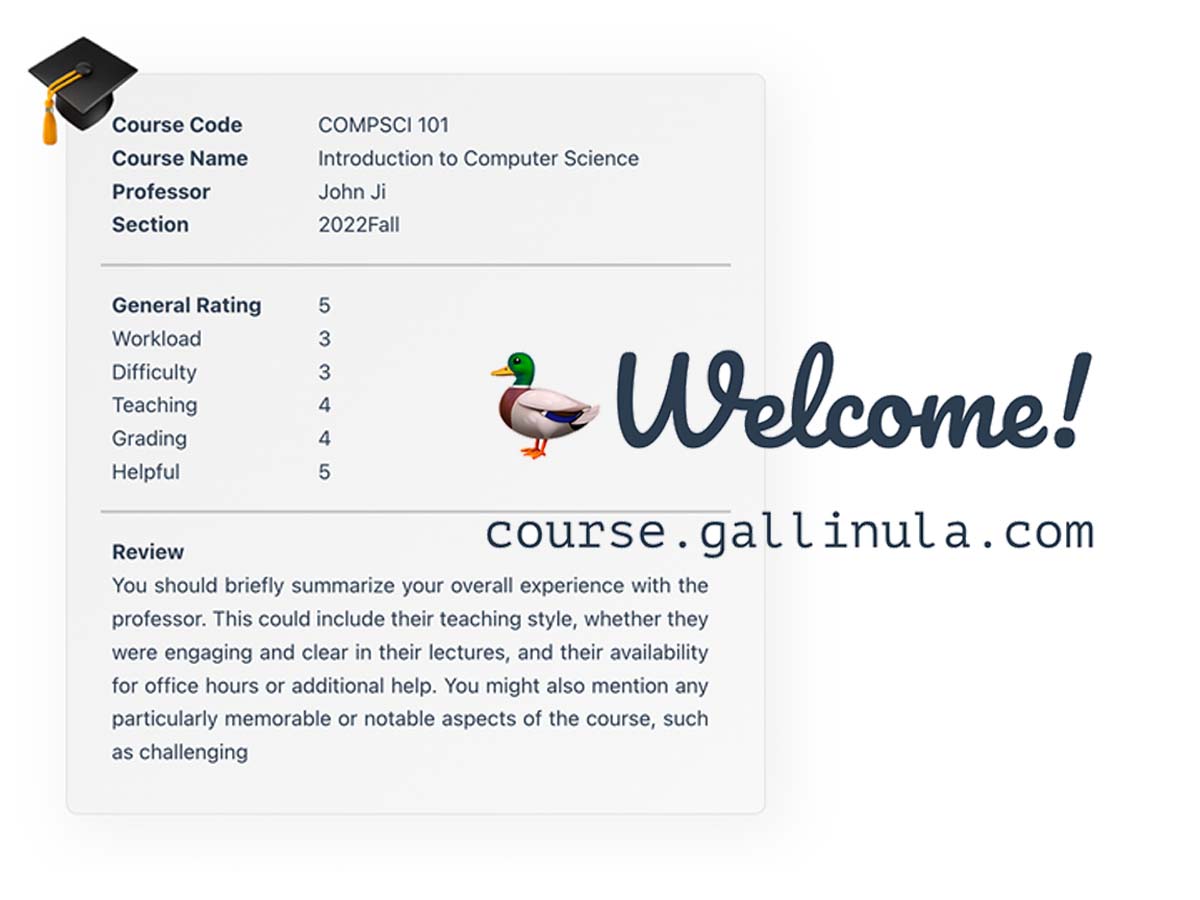 Course Code COMPSCI 101
Course Name Introduction to Computer Science
Professor John Ji
Section 2022Fall
General Rating 5
Workload 3
Difficulty 3
Teaching 4
Grading 4
Helpful 5
Welcome!
course.gallinula.com
Review
You should briefly summarize your overall experience with the
professor. This could include their teaching style, whether they
were engaging and clear in their lectures, and their availability
for office hours or additional help. You might also mention any
particularly memorable or notable aspects of the course, such
as challenging